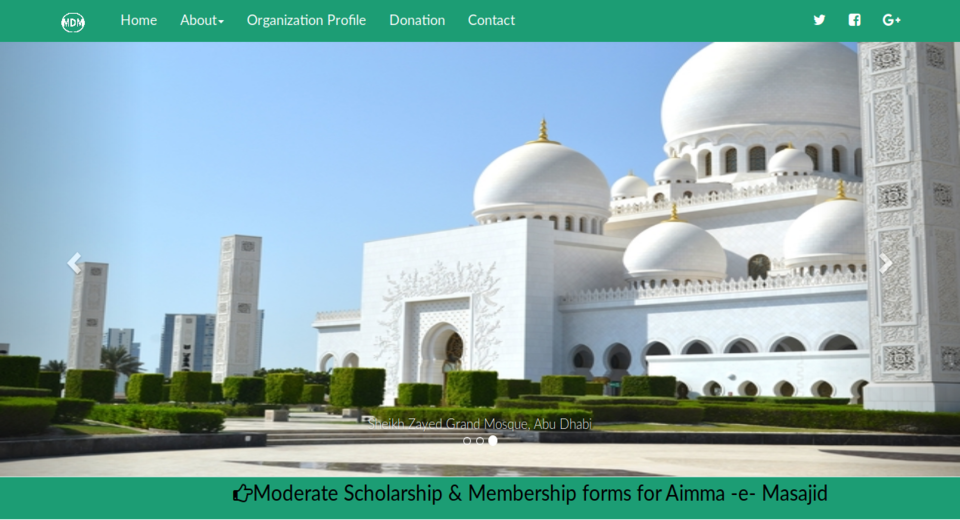 MDM
Home About Organization Profile Donation Contact
G+
Sheikh Zayed Grand Mosque, Abu Dhabi
Moderate Scholarship & Membership forms for Aimma -e- Masajid